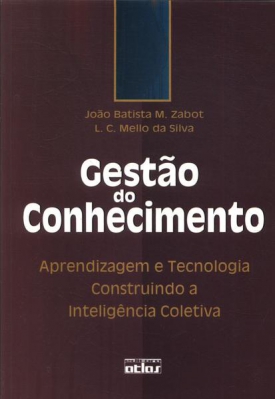 João Batista M. Zabot
L. C. Mello da Silva
Gestão
do
Conhecimento
Aprendizagem e Tecnologia
Construindo a
Inteligência Coletiva
atlas